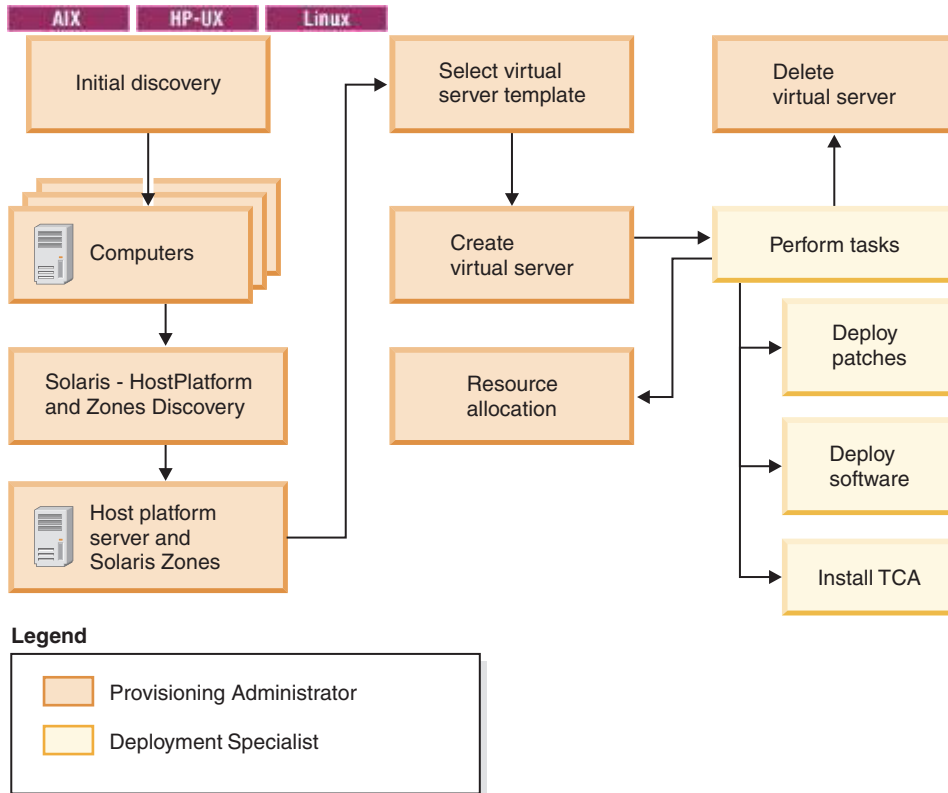 AIX HP-UX Linux
Initial discovery
Computers
Solaris - HostPlatform
and Zones Discovery
Host platform
server and
Solaris Zones
Select virtual
server template
Create
virtual server
Resource
allocation
Delete
virtual server
Perform tasks
Deploy
patches
Deploy
software
Install TCA
Legend
Provisioning Administrator
Deployment Specialist